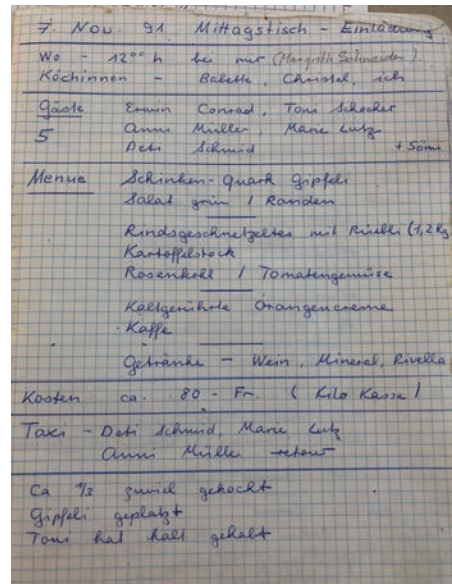 7. Nov. 91 Mittagstisch - Einladung
Wo - 12⁰⁰ h bei mir (Margrith Schneider)
Köchinnen - Babette, Christel, ich
Gäste Erwin Conrad, Toni Schocher
5 Anni Müller, Marie Lutz
Deti Schmid + Sämi
Menue Schinken-Quark Gipfeli
Salat grün / Randen
Rindsgeschnetzeltes mit Rüebli (1,2 Kg
Kartoffelstock
Rosenkohl / Tomatengemüse
Kaltgerührte Orangencreme
Kaffe
Getränke - Wein, Mineral, Rivella
Kosten ca. 80.- Fr. (Kilo Kasse)
Taxi - Deti Schmid, Marie Lutz
Anni Müller retour
Ca 1/3 zuviel gekocht
Gipfeli geplatzt
Toni hat kalt gehabt